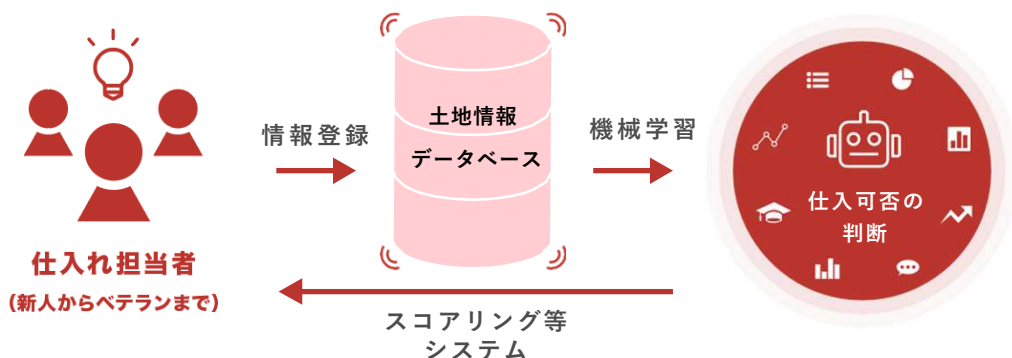 情報登録
土地情報
データベース
機械学習
仕入可否の
判断
仕入れ担当者
（新人からベテランまで）
スコアリング等
システム